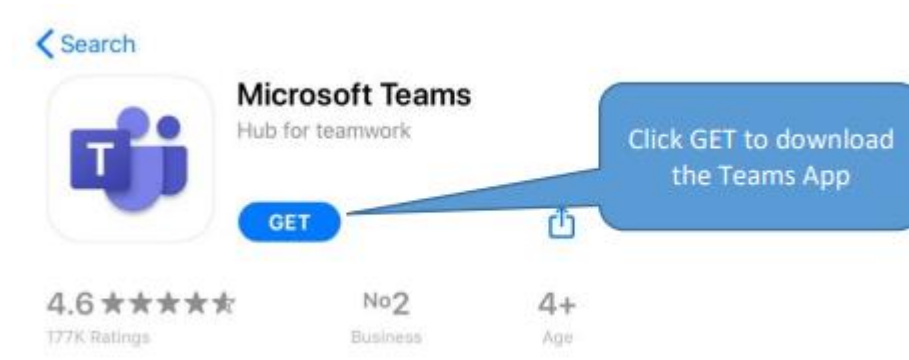 Search
Microsoft Teams
Hub for teamwork
T
GET
Click GET to download
the Teams App
4.6
No2
4+
177K Ratings
Business
Age